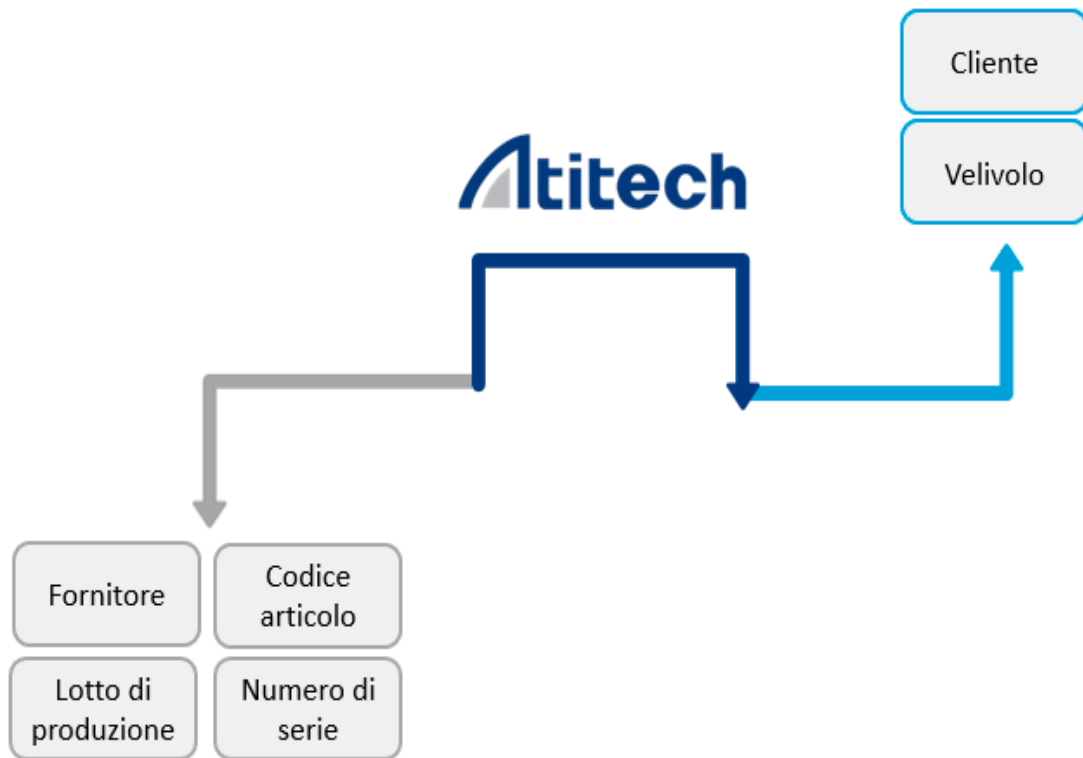 Cliente
Velivolo
Atitech
Fornitore
Codice
articolo
Lotto di
produzione
Numero di
serie